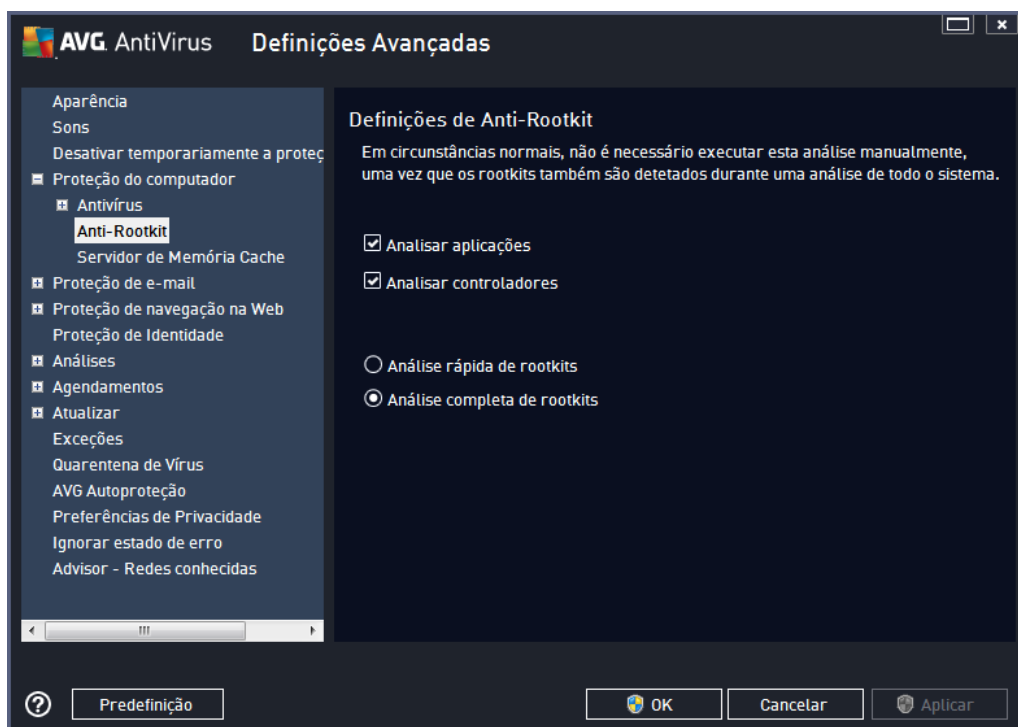 AVG. AntiVirus Definições Avançadas
Aparência
Sons
Desativar temporariamente a proteç
Proteção do computador
Antivírus
Anti-Rootkit
Servidor de Memória Cache
Proteção de e-mail
Proteção de navegação na Web
Proteção de Identidade
Análises
Agendamentos
Atualizar
Exceções
Quarentena de Vírus
AVG Autoproteção
Preferências de Privacidade
Ignorar estado de erro
Advisor - Redes conhecidas
Definições de Anti-Rootkit
Em circunstâncias normais, não é necessário executar esta análise manualmente,
uma vez que os rootkits também são detetados durante uma análise de todo o sistema.
Analisar aplicações
Analisar controladores
Análise rápida de rootkits
Análise completa de rootkits
? Predefinição OK Cancelar Aplicar